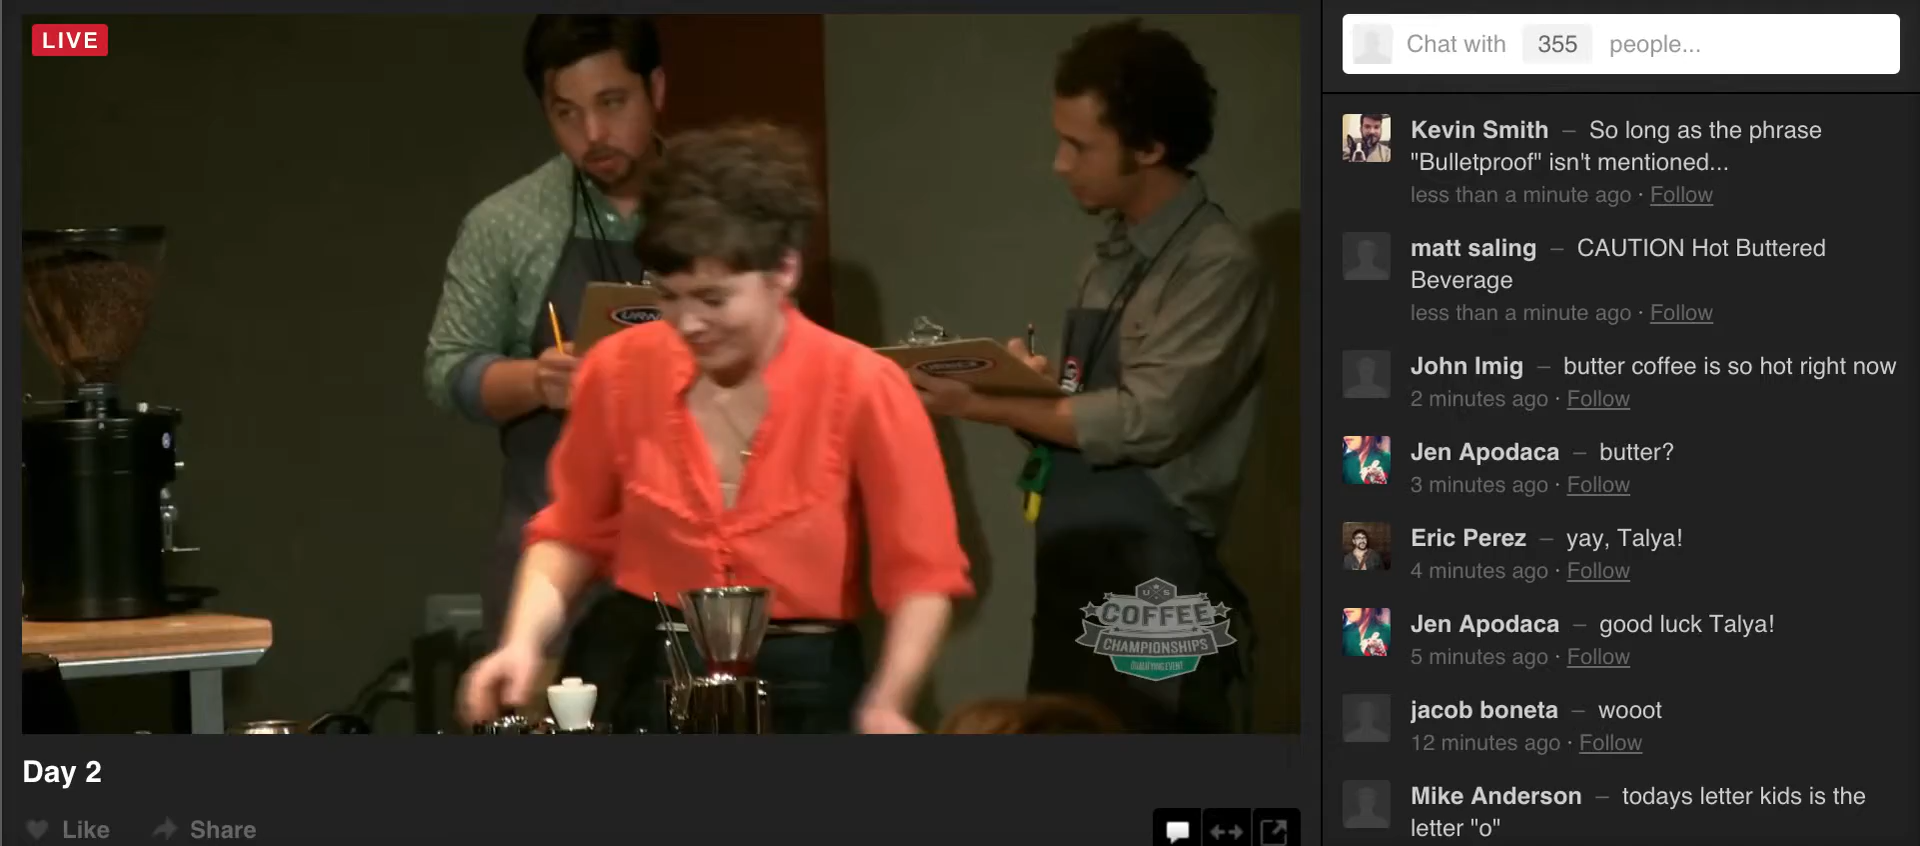 LIVE
U S
COFFEE
CHAMPIONSHIPS
QUALIFYING EVENT
Day 2
Like
Share
Chat with 355 people...
Kevin Smith – So long as the phrase
"Bulletproof" isn't mentioned...
less than a minute ago · Follow
matt saling – CAUTION Hot Buttered
Beverage
less than a minute ago · Follow
John Imig – butter coffee is so hot right now
2 minutes ago · Follow
Jen Apodaca – butter?
3 minutes ago · Follow
Eric Perez – yay, Talya!
4 minutes ago · Follow
Jen Apodaca – good luck Talya!
5 minutes ago · Follow
jacob boneta – wooot
12 minutes ago · Follow
Mike Anderson – todays letter kids is the
letter "o"